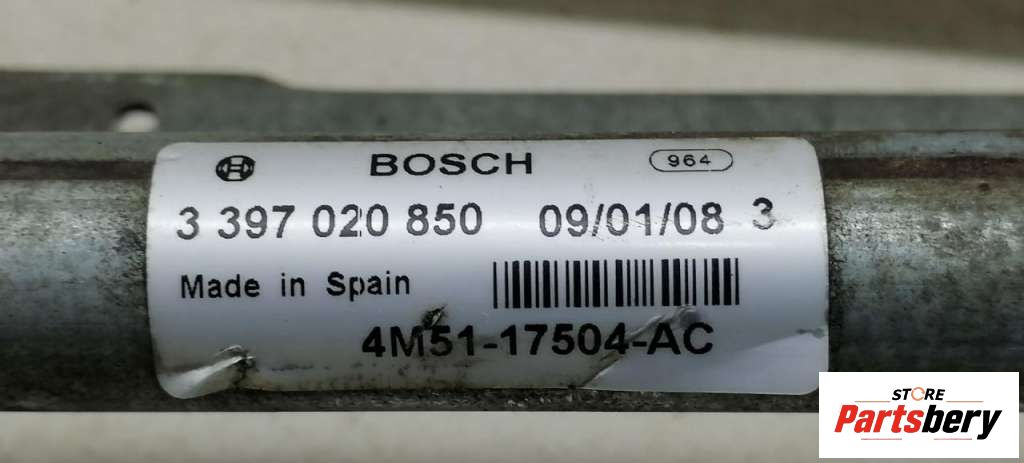 BOSCH 964
3 397 020 850 09/01/08 3
Made in Spain
4M51-17504-AC
STORE
Partsbery